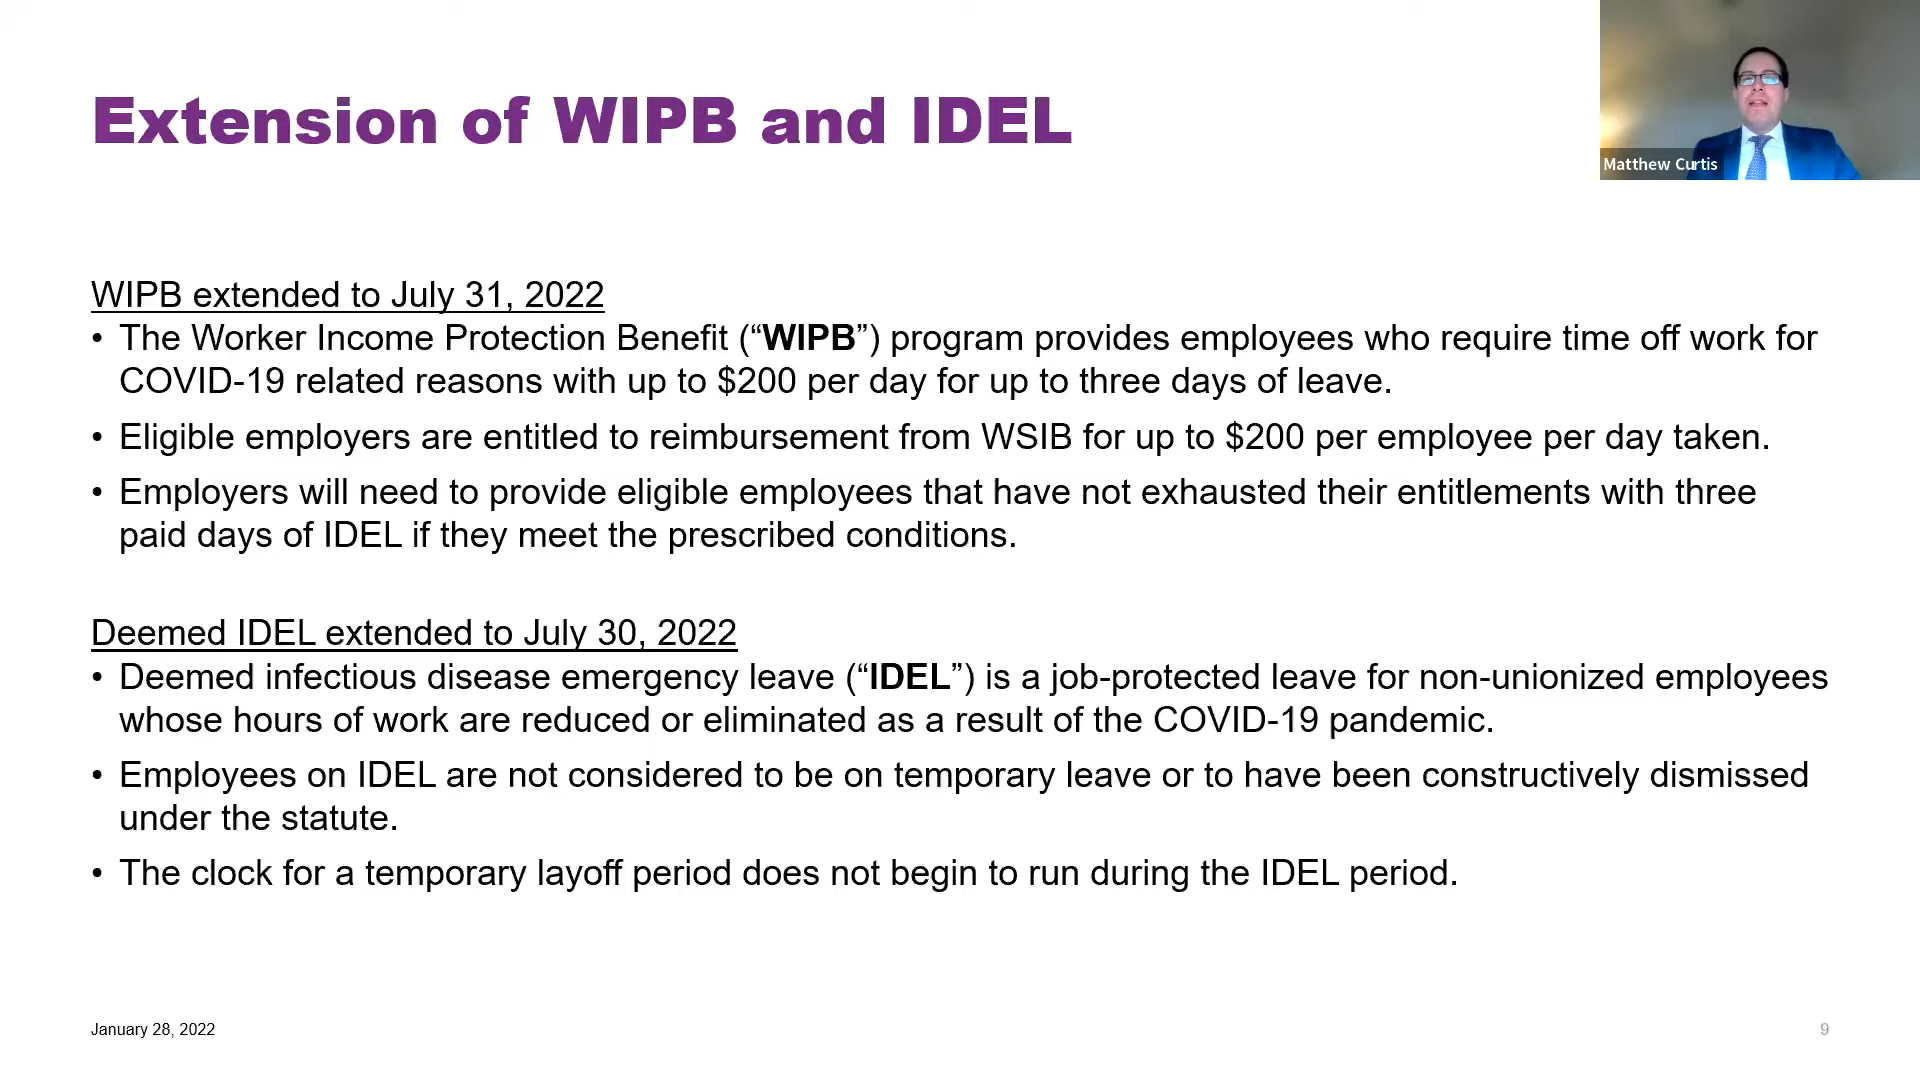 Extension of WIPB and IDEL
Matthew Curtis
WIPB extended to July 31, 2022
• The Worker Income Protection Benefit (“WIPB”) program provides employees who require time off work for
COVID-19 related reasons with up to $200 per day for up to three days of leave.
• Eligible employers are entitled to reimbursement from WSIB for up to $200 per employee per day taken.
• Employers will need to provide eligible employees that have not exhausted their entitlements with three
paid days of IDEL if they meet the prescribed conditions.
Deemed IDEL extended to July 30, 2022
• Deemed infectious disease emergency leave (“IDEL”) is a job-protected leave for non-unionized employees
whose hours of work are reduced or eliminated as a result of the COVID-19 pandemic.
• Employees on IDEL are not considered to be on temporary leave or to have been constructively dismissed
under the statute.
• The clock for a temporary layoff period does not begin to run during the IDEL period.
January 28, 2022
9